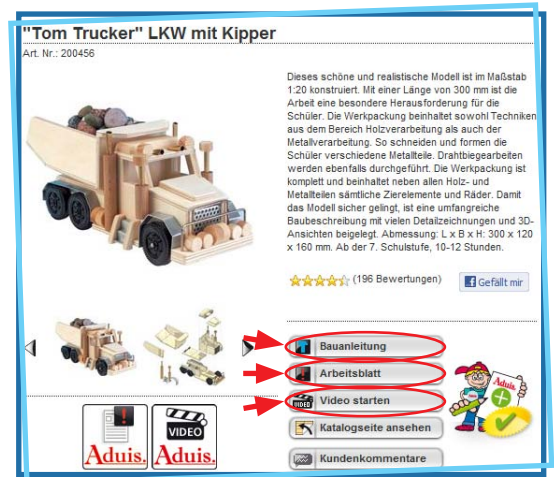 "Tom Trucker" LKW mit Kipper
Art. Nr.: 200456
Dieses schöne und realistische Modell ist im Maßstab
1:20 konstruiert. Mit einer Länge von 300 mm ist die
Arbeit eine besondere Herausforderung für die
Schüler. Die Werkpackung beinhaltet sowohl Techniken
aus dem Bereich Holzverarbeitung als auch der
Metallverarbeitung. So schneiden und formen die
Schüler verschiedene Metallteile. Drahtbiegearbeiten
werden ebenfalls durchgeführt. Die Werkpackung ist
komplett und beinhaltet neben allen Holz- und
Metallteilen sämtliche Zierelemente und Räder. Damit
das Modell sicher gelingt, ist eine umfangreiche
Baubeschreibung mit vielen Detailzeichnungen und 3D-
Ansichten beigelegt. Abmessung: L x B x H: 300 x 120
x 160 mm. Ab der 7. Schulstufe, 10-12 Stunden.
(196 Bewertungen)
Gefällt mir
Bauanleitung
Arbeitsblatt
VIDEO Video starten
Katalogseite ansehen
Kundenkommentare
Aduis.
VIDEO
Aduis.
Aduis.